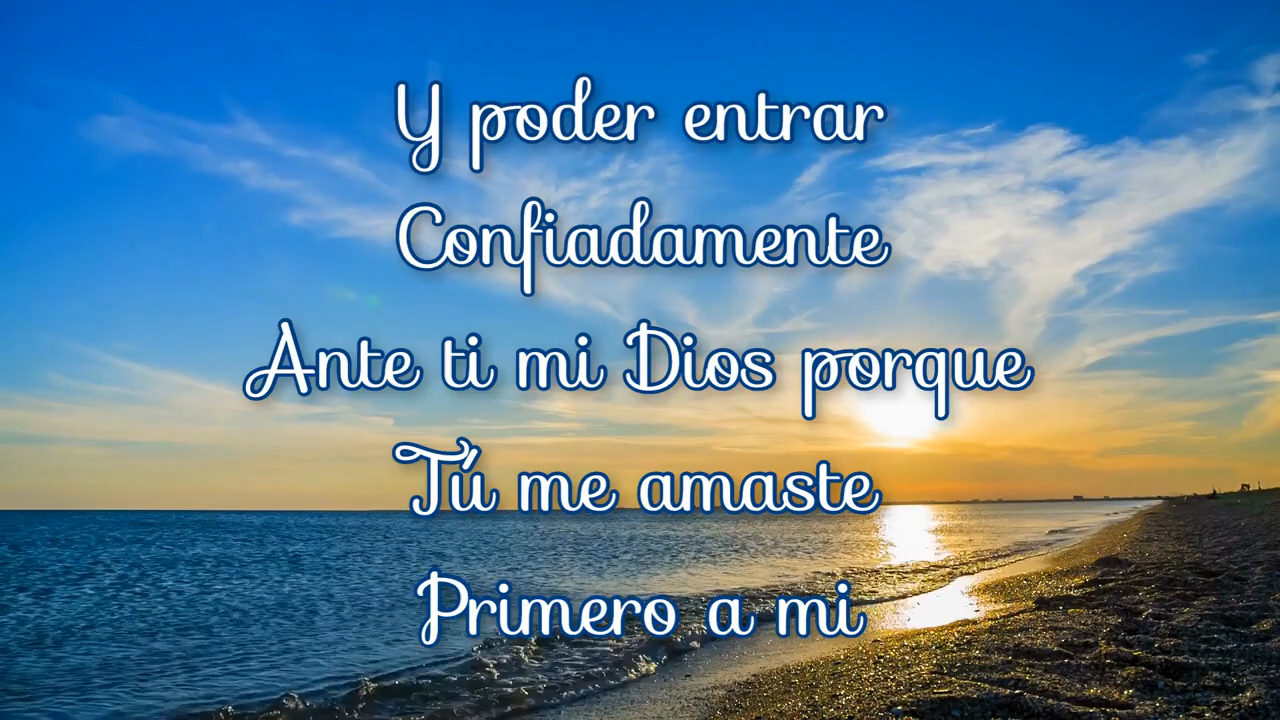 Y poder entrar
Confiadamente
Ante ti mi Dios porque
Tú me amaste
Primero a mi